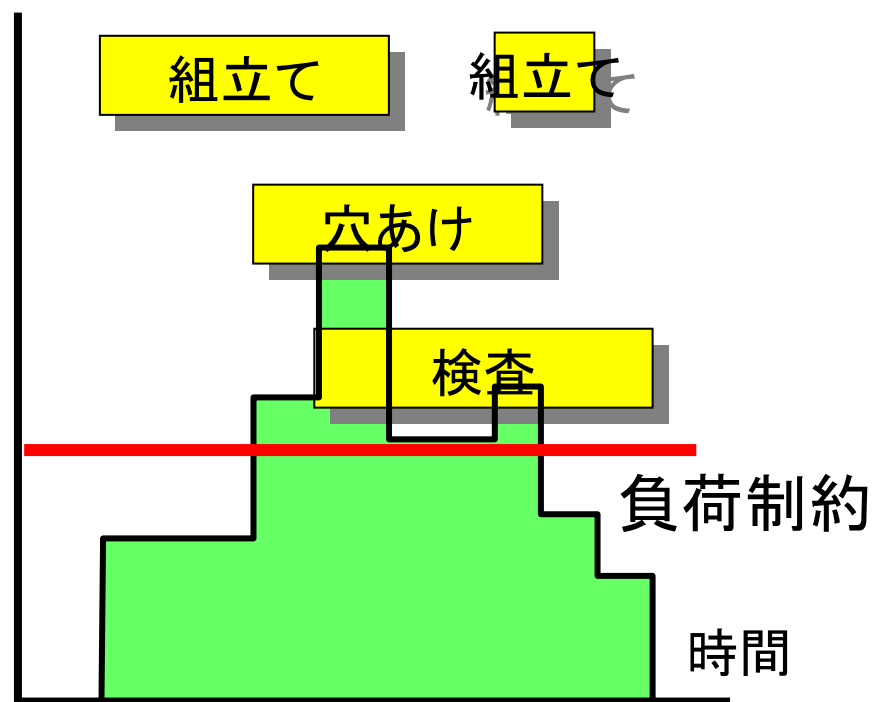 組立て
組立て
穴あけ
検査
負荷制約
時間